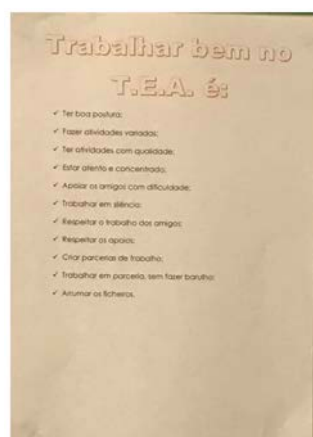 Trabalhar bem no
T.E.A. é:
✓ Ter boa postura;
✓ Fazer atividades variadas;
✓ Ter atividades com qualidade;
✓ Estar atento e concentrado;
✓ Apoiar os amigos com dificuldade;
✓ Trabalhar em silêncio;
✓ Respeitar o trabalho dos amigos;
✓ Respeitar os apoios;
✓ Criar parcerias de trabalho;
✓ Trabalhar em parceria, sem fazer barulho;
✓ Arrumar os ficheiros.